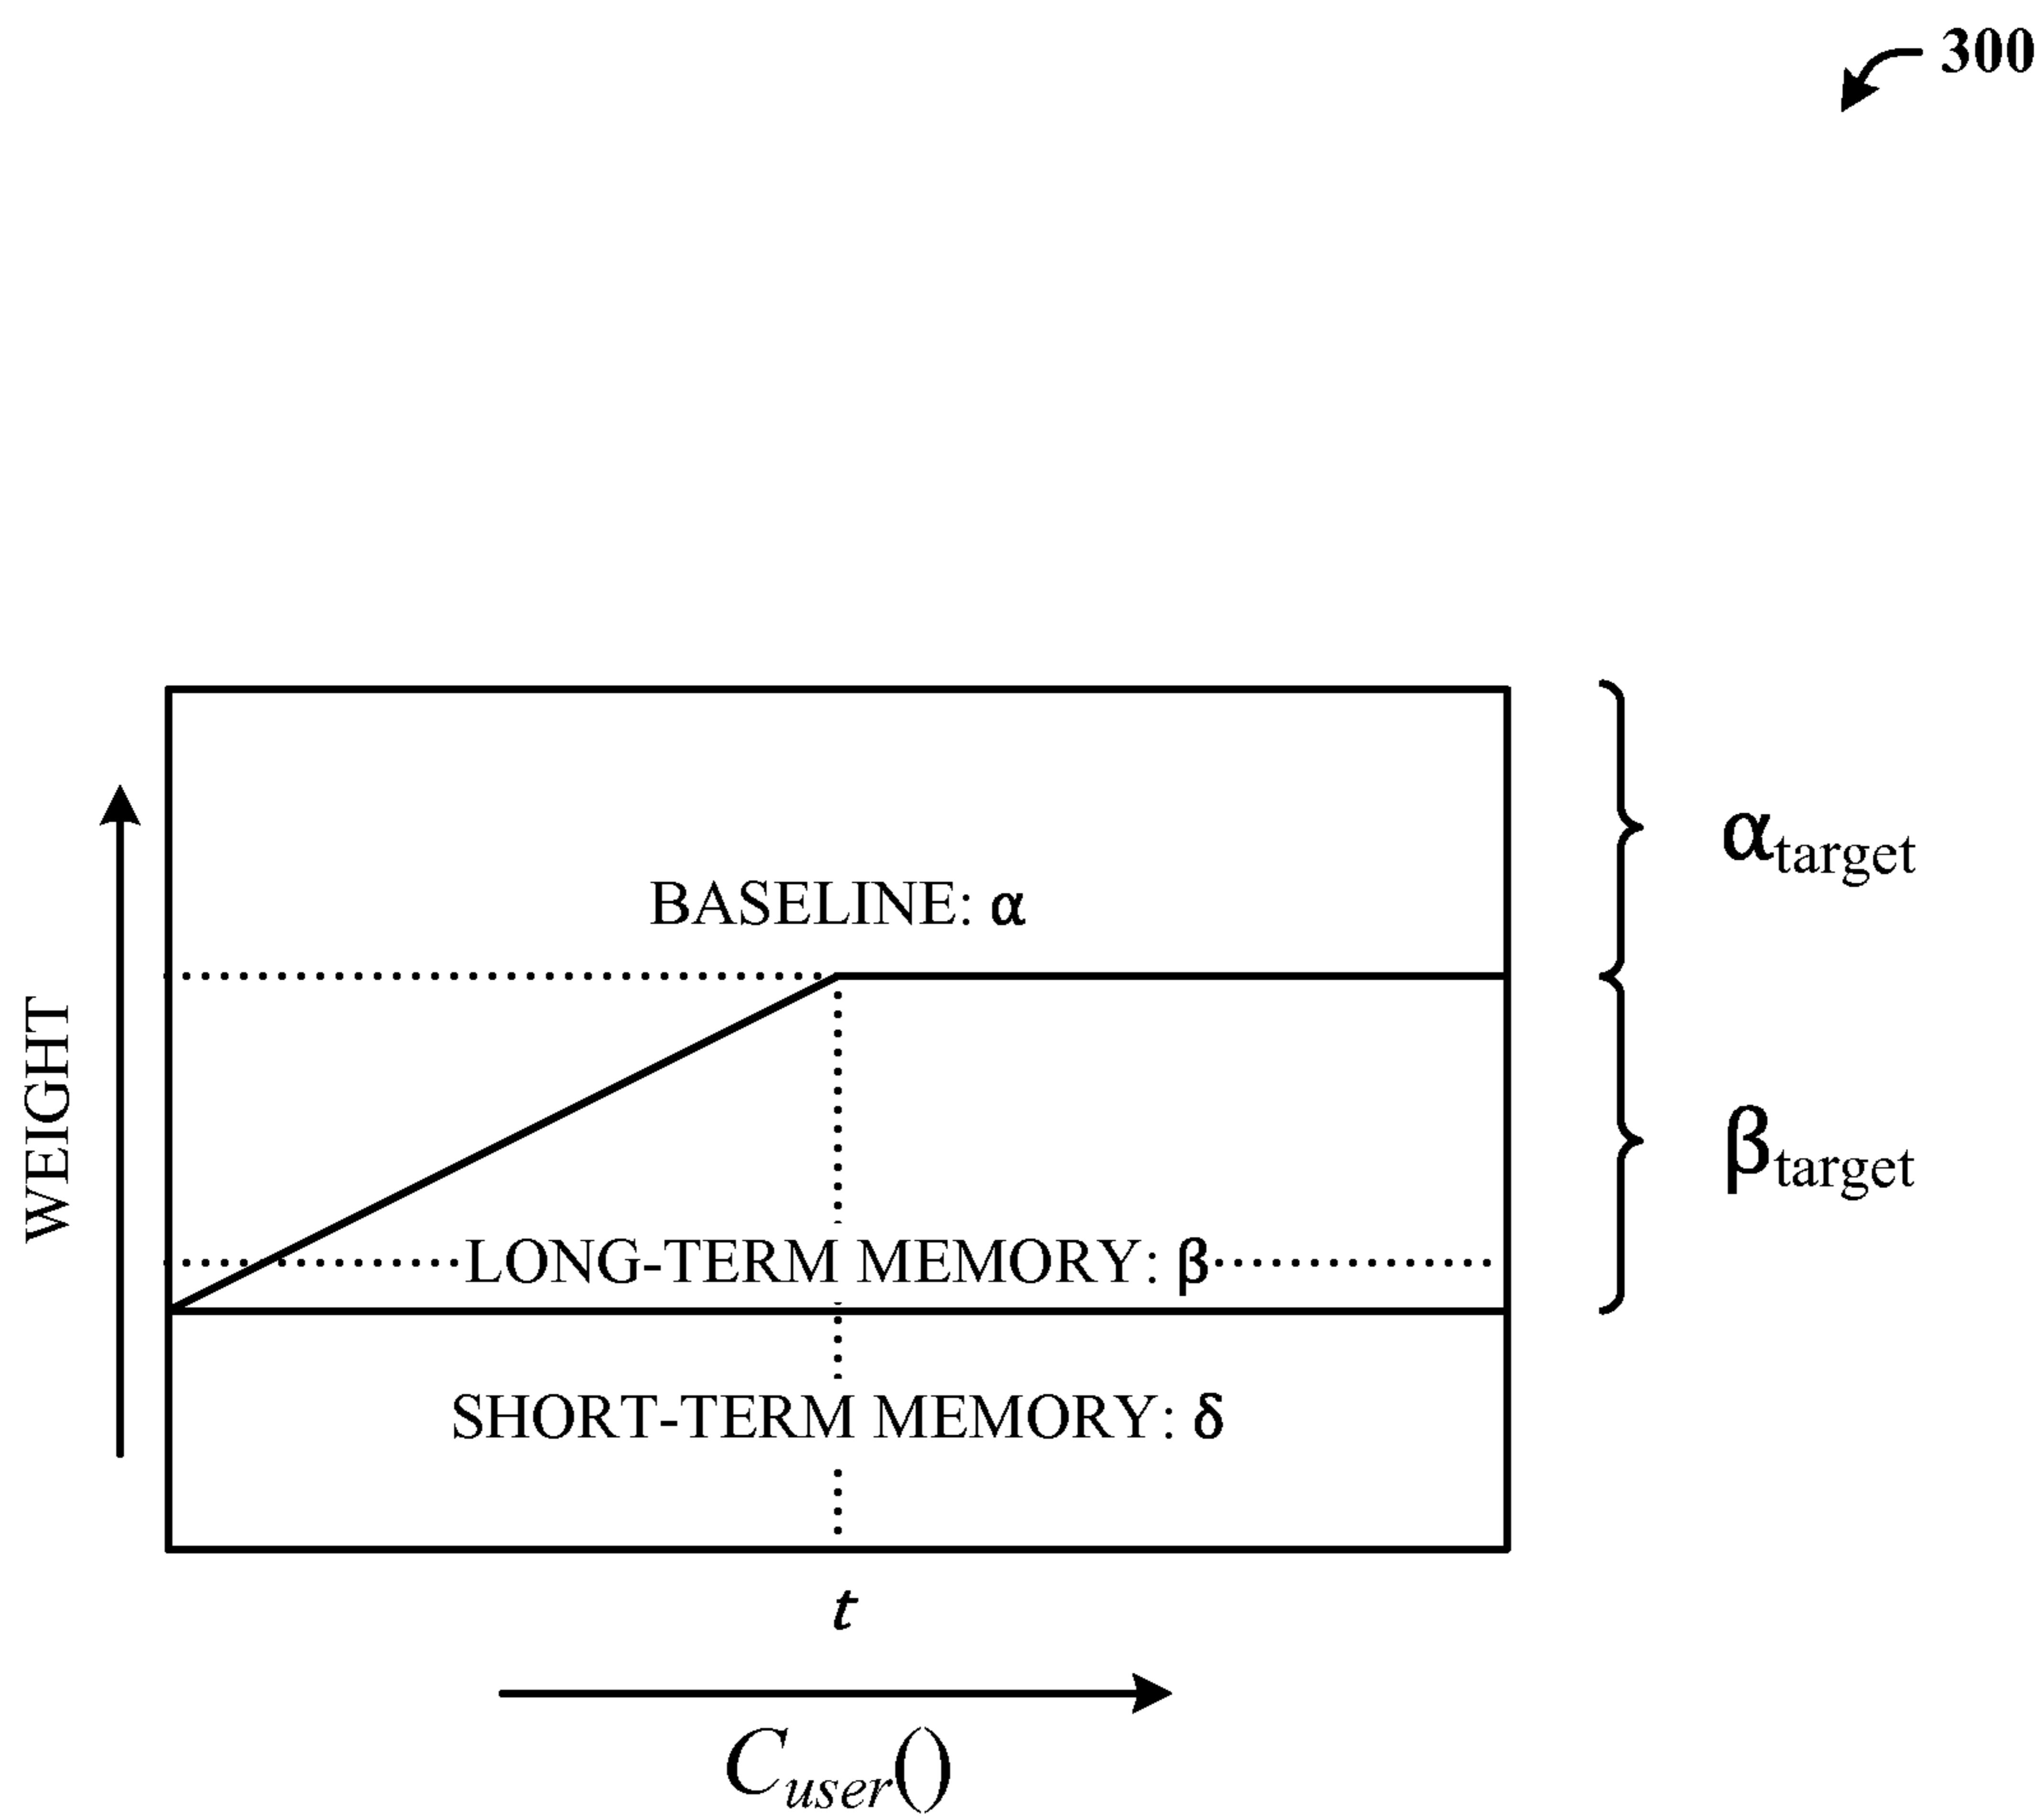 300
BASELINE: α
αtarget
WEIGHT
βtarget
LONG-TERM MEMORY: β
SHORT-TERM MEMORY: δ
t
Cuser()